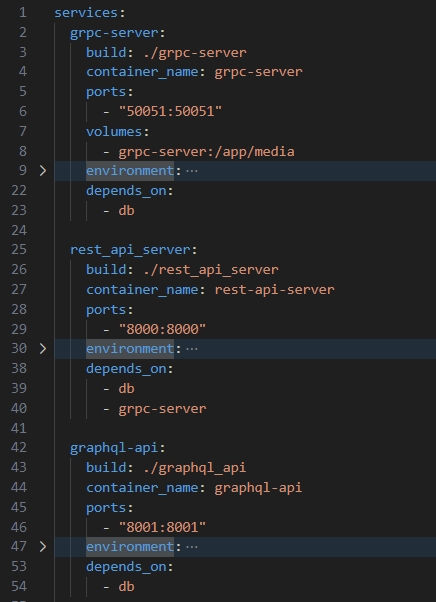 1 services:
2 grpc-server:
3 build: ./grpc-server
4 container_name: grpc-server
5 ports:
6 - "50051:50051"
7 volumes:
8 - grpc-server:/app/media
9 environment: ...
22 depends_on:
23 - db
24
25 rest_api_server:
26 build: ./rest_api_server
27 container_name: rest-api-server
28 ports:
29 - "8000:8000"
30 environment: ...
38 depends_on:
39 - db
40 - grpc-server
41
42 graphql-api:
43 build: ./graphql_api
44 container_name: graphql-api
45 ports:
46 - "8001:8001"
47 environment: ...
53 depends_on:
54 - db